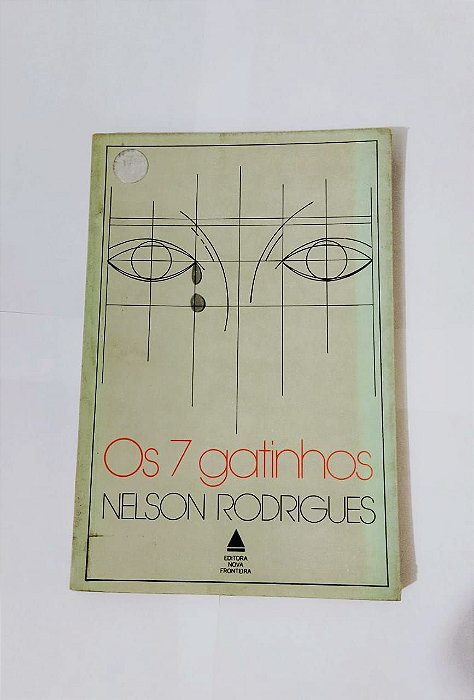 Os 7 gatinhos
NELSON RODRIGUES
EDITORA
NOVA
FRONTEIRA